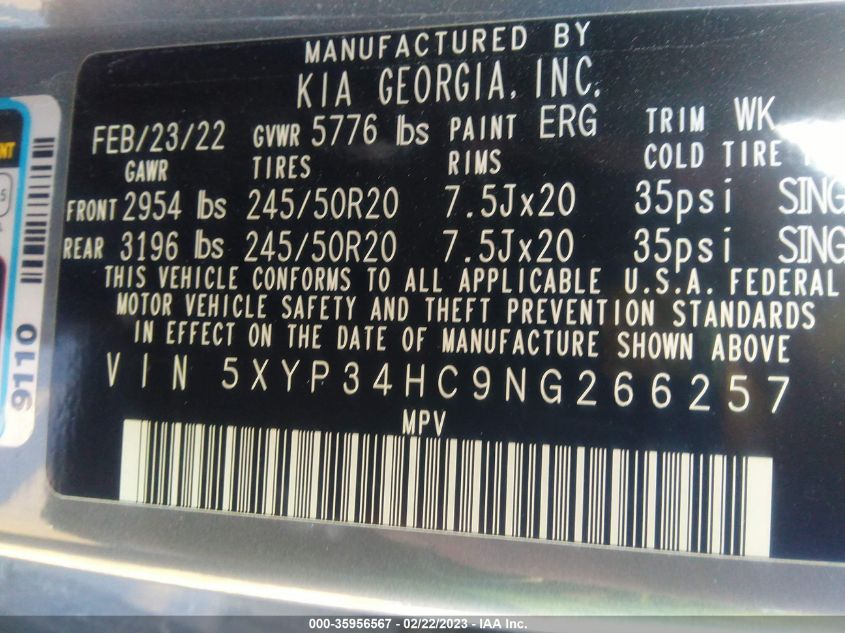 MANUFACTURED BY
KIA GEORGIA, INC.
FEB/23/22 GVWR 5776 lbs PAINT ERG TRIM WK
GAWR TIRES RIMS COLD TIRE
FRONT 2954 lbs 245/50R20 7.5Jx20 35psi SING
REAR 3196 lbs 245/50R20 7.5Jx20 35psi SING
THIS VEHICLE CONFORMS TO ALL APPLICABLE U.S.A. FEDERAL
MOTOR VEHICLE SAFETY AND THEFT PREVENTION STANDARDS
IN EFFECT ON THE DATE OF MANUFACTURE SHOWN ABOVE
VIN 5XYP34HC9NG266257
MPV
9110
000-35956567 - 02/22/2023 - IAA Inc.